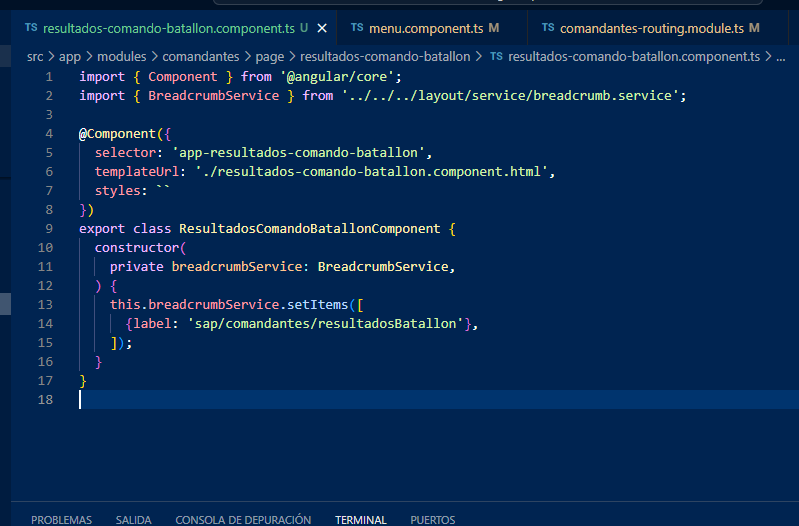 TS resultados-comando-batallon.component.ts U × TS menu.component.ts M TS comandantes-routing.module.ts M
src > app > modules > comandantes > page > resultados-comando-batallon > TS resultados-comando-batallon.component.ts > ...
1 import { Component } from '@angular/core';
2 import { BreadcrumbService } from '../../../layout/service/breadcrumb.service';
3
4 @Component({
5   selector: 'app-resultados-comando-batallon',
6   templateUrl: './resultados-comando-batallon.component.html',
7   styles: ``
8 })
9 export class ResultadosComandoBatallonComponent {
10   constructor(
11     private breadcrumbService: BreadcrumbService,
12   ) {
13     this.breadcrumbService.setItems([
14       {label: 'sap/comandantes/resultadosBatallon'},
15     ]);
16   }
17 }
18
PROBLEMAS SALIDA CONSOLA DE DEPURACIÓN TERMINAL PUERTOS